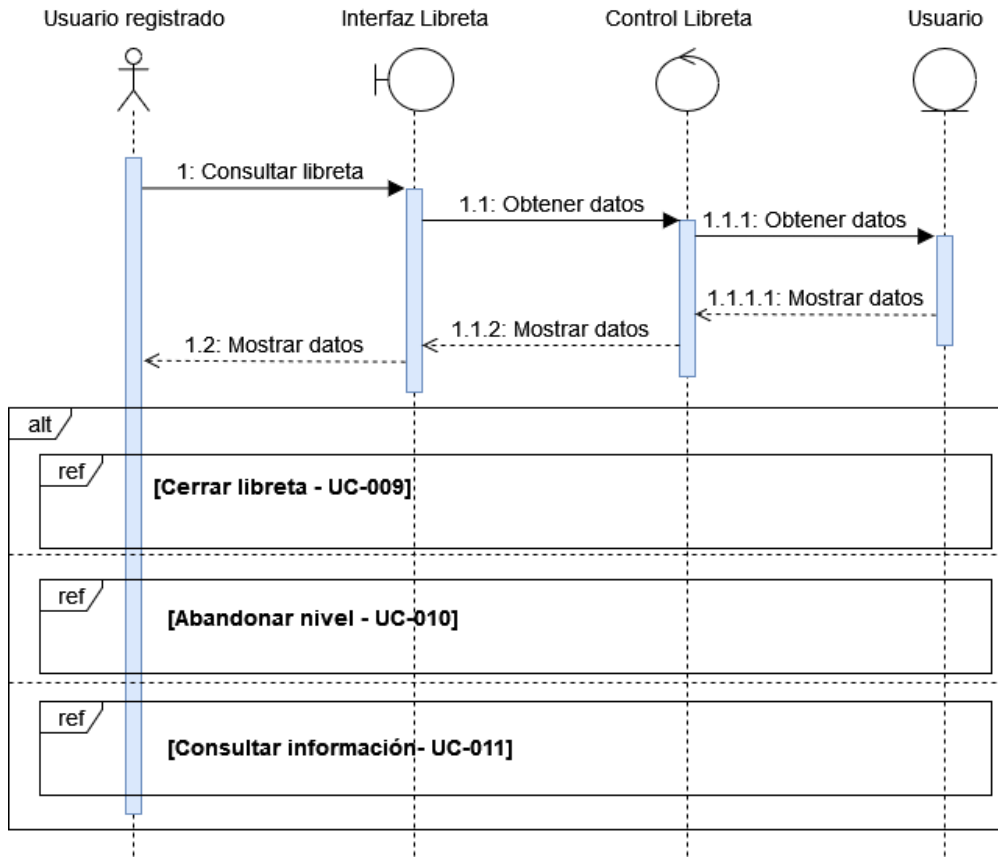 Usuario registrado
Interfaz Libreta
Control Libreta
Usuario
1: Consultar libreta
1.1: Obtener datos
1.1.1: Obtener datos
1.1.1.1: Mostrar datos
1.1.2: Mostrar datos
1.2: Mostrar datos
alt
ref
[Cerrar libreta - UC-009]
ref
[Abandonar nivel - UC-010]
ref
[Consultar información- UC-011]